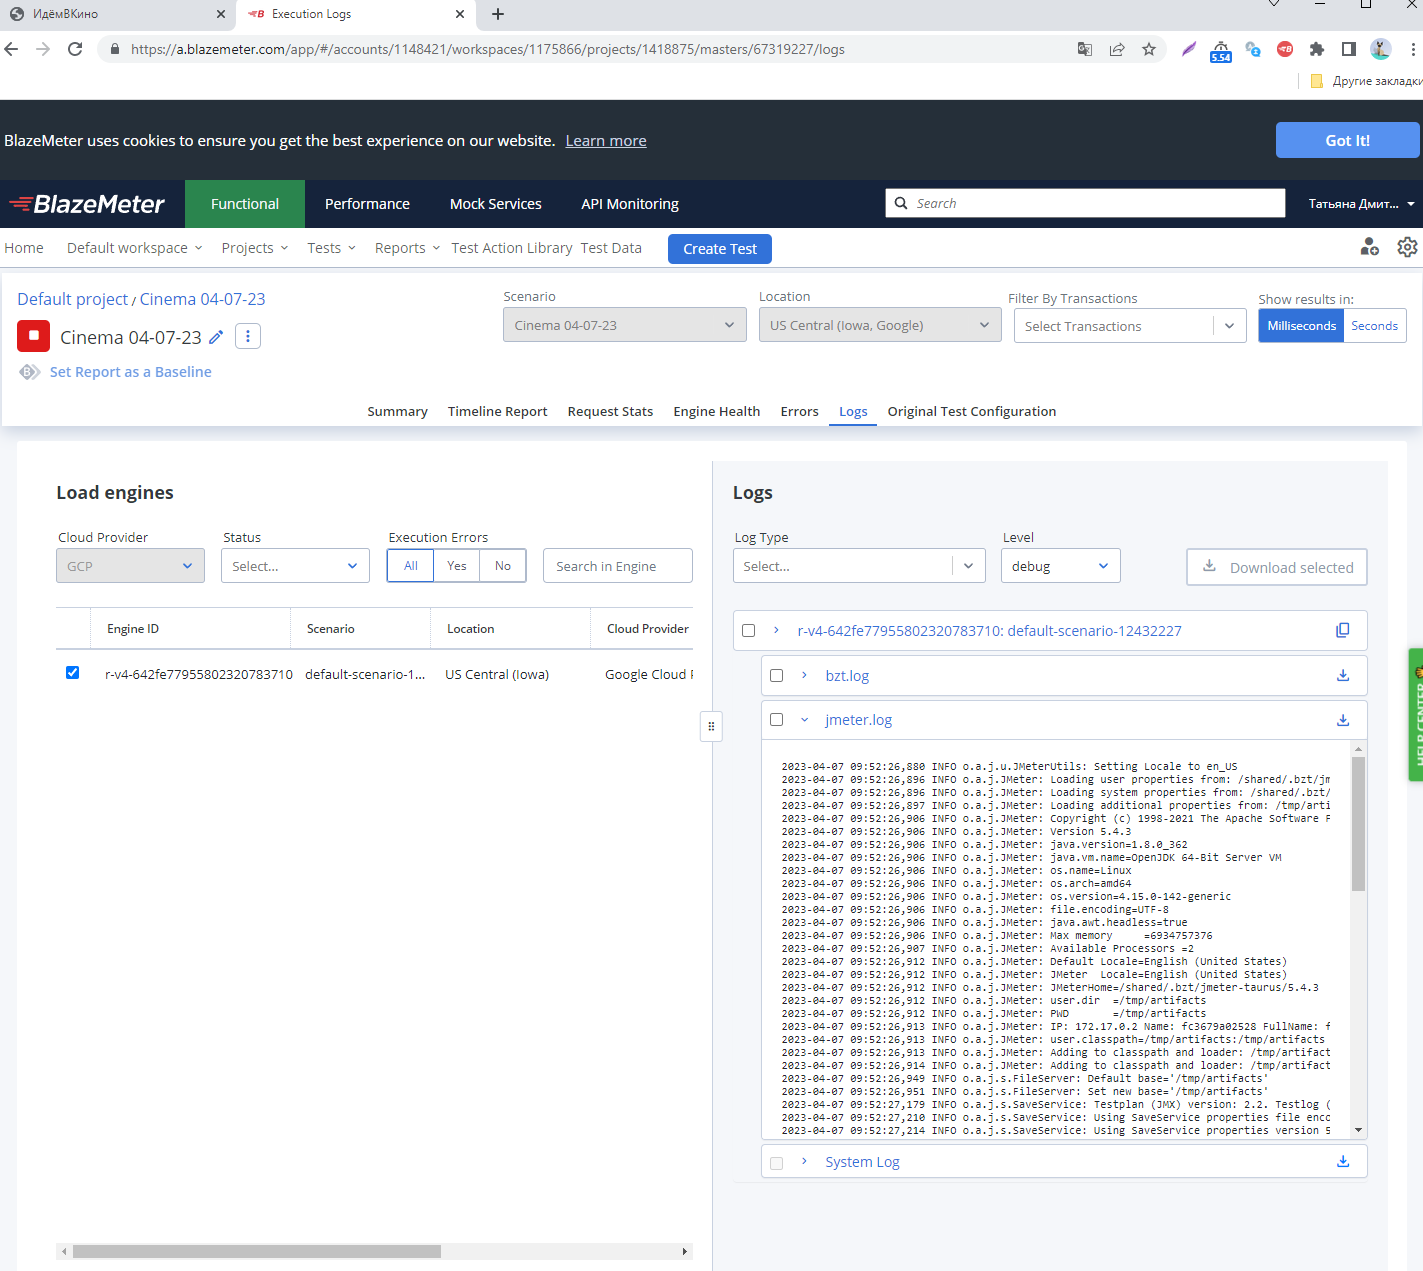 ИдёмВКино
Execution Logs
https://a.blazemeter.com/app/#/accounts/1148421/workspaces/1175866/projects/1418875/masters/67319227/logs
5.54
Другие закладки
BlazeMeter uses cookies to ensure you get the best experience on our website. Learn more
Got It!
BlazeMeter
Functional
Performance
Mock Services
API Monitoring
Search
Татьяна Дмит...
Home
Default workspace
Projects
Tests
Reports
Test Action Library
Test Data
Create Test
Default project / Cinema 04-07-23
Cinema 04-07-23
Set Report as a Baseline
Scenario
Cinema 04-07-23
Location
US Central (Iowa, Google)
Filter By Transactions
Select Transactions
Show results in:
Milliseconds
Seconds
Summary
Timeline Report
Request Stats
Engine Health
Errors
Logs
Original Test Configuration
Load engines
Cloud Provider
GCP
Status
Select...
Execution Errors
All
Yes
No
Search in Engine
Engine ID
Scenario
Location
Cloud Provider
r-v4-642fe77955802320783710
default-scenario-1...
US Central (Iowa)
Google Cloud
Logs
Log Type
Select...
Level
debug
Download selected
r-v4-642fe77955802320783710: default-scenario-12432227
bzt.log
jmeter.log
2023-04-07 09:52:26,880 INFO o.a.j.u.JMeterUtils: Setting Locale to en_US
2023-04-07 09:52:26,896 INFO o.a.j.JMeter: Loading user properties from: /shared/.bzt/jm
2023-04-07 09:52:26,896 INFO o.a.j.JMeter: Loading system properties from: /shared/.bzt/
2023-04-07 09:52:26,897 INFO o.a.j.JMeter: Loading additional properties from: /tmp/arti
2023-04-07 09:52:26,906 INFO o.a.j.JMeter: Copyright (c) 1998-2021 The Apache Software F
2023-04-07 09:52:26,906 INFO o.a.j.JMeter: Version 5.4.3
2023-04-07 09:52:26,906 INFO o.a.j.JMeter: java.version=1.8.0_362
2023-04-07 09:52:26,906 INFO o.a.j.JMeter: java.vm.name=OpenJDK 64-Bit Server VM
2023-04-07 09:52:26,906 INFO o.a.j.JMeter: os.name=Linux
2023-04-07 09:52:26,906 INFO o.a.j.JMeter: os.arch=amd64
2023-04-07 09:52:26,906 INFO o.a.j.JMeter: os.version=4.15.0-142-generic
2023-04-07 09:52:26,906 INFO o.a.j.JMeter: file.encoding=UTF-8
2023-04-07 09:52:26,906 INFO o.a.j.JMeter: java.awt.headless=true
2023-04-07 09:52:26,906 INFO o.a.j.JMeter: Max memory     =6934757376
2023-04-07 09:52:26,907 INFO o.a.j.JMeter: Available Processors =2
2023-04-07 09:52:26,912 INFO o.a.j.JMeter: Default Locale=English (United States)
2023-04-07 09:52:26,912 INFO o.a.j.JMeter: JMeter  Locale=English (United States)
2023-04-07 09:52:26,912 INFO o.a.j.JMeter: JMeterHome=/shared/.bzt/jmeter-taurus/5.4.3
2023-04-07 09:52:26,912 INFO o.a.j.JMeter: user.dir  =/tmp/artifacts
2023-04-07 09:52:26,912 INFO o.a.j.JMeter: PWD       =/tmp/artifacts
2023-04-07 09:52:26,913 INFO o.a.j.JMeter: IP: 172.17.0.2 Name: fc3679a02528 FullName: f
2023-04-07 09:52:26,913 INFO o.a.j.JMeter: user.classpath=/tmp/artifacts:/tmp/artifacts
2023-04-07 09:52:26,913 INFO o.a.j.JMeter: Adding to classpath and loader: /tmp/artifact
2023-04-07 09:52:26,914 INFO o.a.j.JMeter: Adding to classpath and loader: /tmp/artifact
2023-04-07 09:52:26,949 INFO o.a.j.s.FileServer: Default base='/tmp/artifacts'
2023-04-07 09:52:26,951 INFO o.a.j.s.FileServer: Set new base='/tmp/artifacts'
2023-04-07 09:52:27,179 INFO o.a.j.s.SaveService: Testplan (JMX) version: 2.2. Testlog (
2023-04-07 09:52:27,210 INFO o.a.j.s.SaveService: Using SaveService properties file enco
2023-04-07 09:52:27,214 INFO o.a.j.s.SaveService: Using SaveService properties version 5
System Log
HELP CENTER